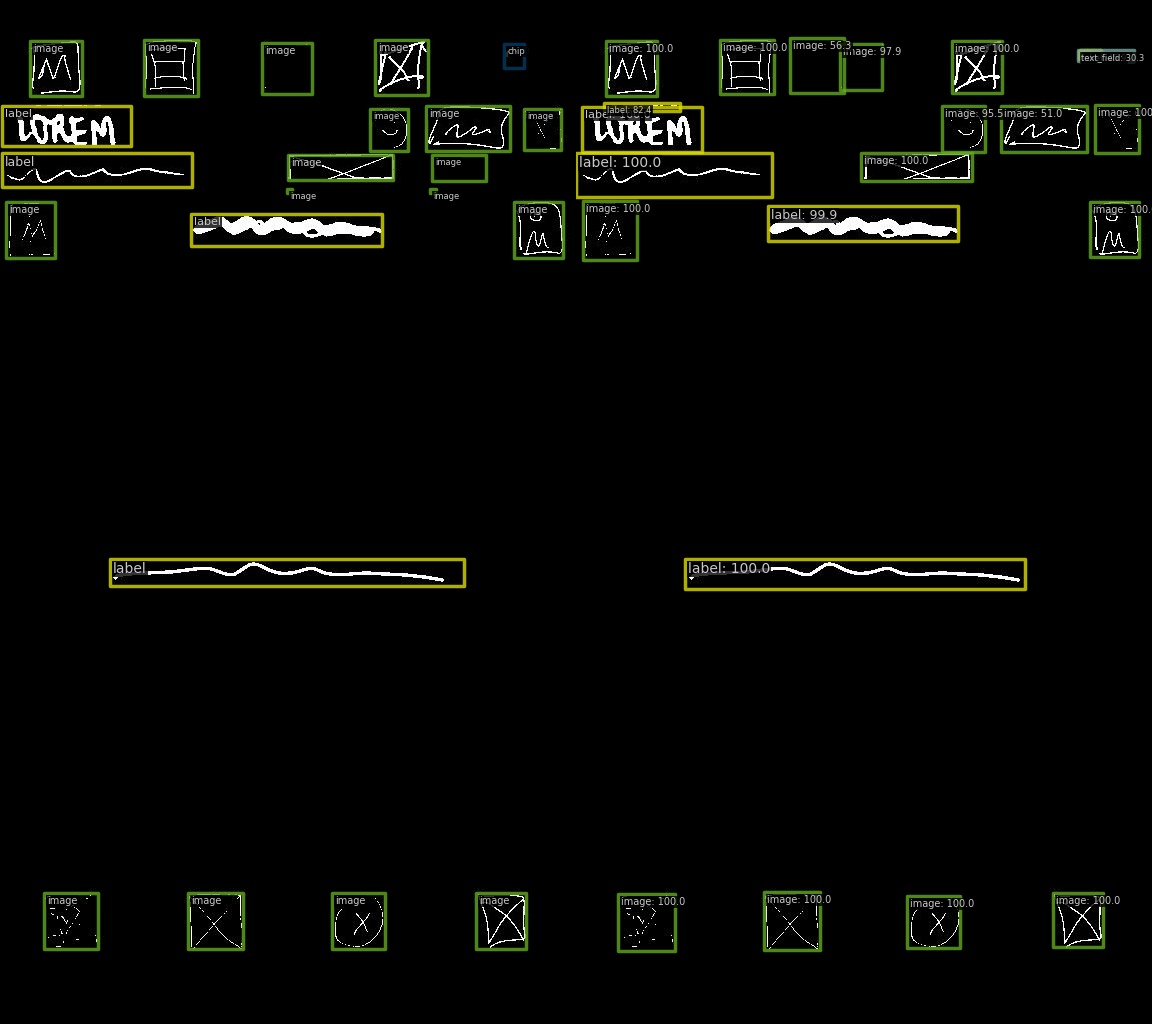 image image image image chip image: 100.0 image: 100.0 image: 56.3 image: 97.9 image: 100.0 text_field: 30.3
label image image image label: 82.4 image: 95.5 image: 51.0 image: 100
LOREM LOREM
label image image label: 100.0 image: 100.0
image image
image label image image: 100.0 label: 99.9 image: 100.
label label: 100.0
image image image image image: 100.0 image: 100.0 image: 100.0 image: 100.0